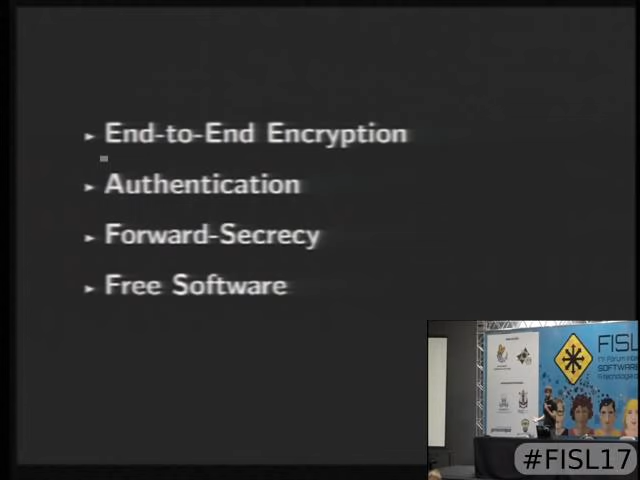 End-to-End Encryption
Authentication
Forward-Secrecy
Free Software
FISL
SOFTWARE
#FISL17